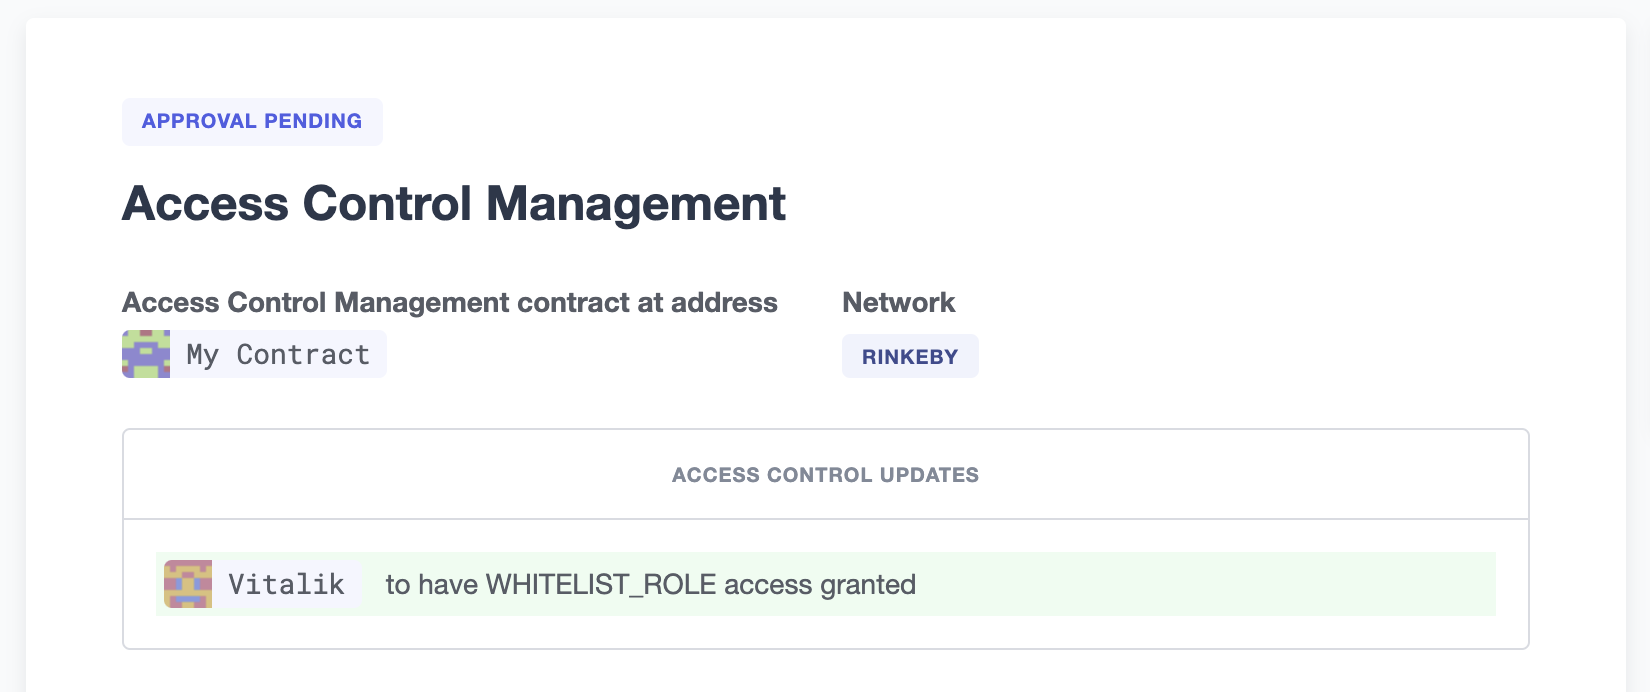 APPROVAL PENDING
Access Control Management
Access Control Management contract at address
Network
My Contract
RINKEBY
ACCESS CONTROL UPDATES
Vitalik to have WHITELIST_ROLE access granted